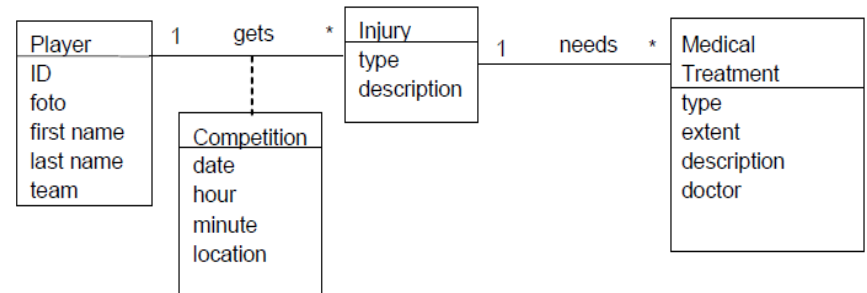 Player
ID
foto
first name
last name
team
1 gets *
Competition
date
hour
minute
location
Injury
type
description
1 needs *
Medical
Treatment
type
extent
description
doctor